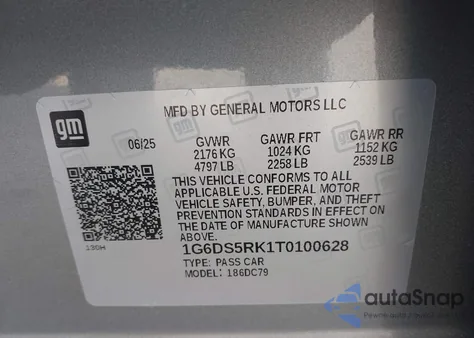 MFD BY GENERAL MOTORS LLC
gm
06/25 GVWR GAWR FRT GAWR RR
2176 KG 1024 KG 1152 KG
4797 LB 2258 LB 2539 LB
THIS VEHICLE CONFORMS TO ALL
APPLICABLE U.S. FEDERAL MOTOR
VEHICLE SAFETY, BUMPER, AND THEFT
PREVENTION STANDARDS IN EFFECT ON
THE DATE OF MANUFACTURE SHOWN
ABOVE.
1G6DS5RK1T0100628
TYPE: PASS CAR
MODEL: 186DC79
autoSnap